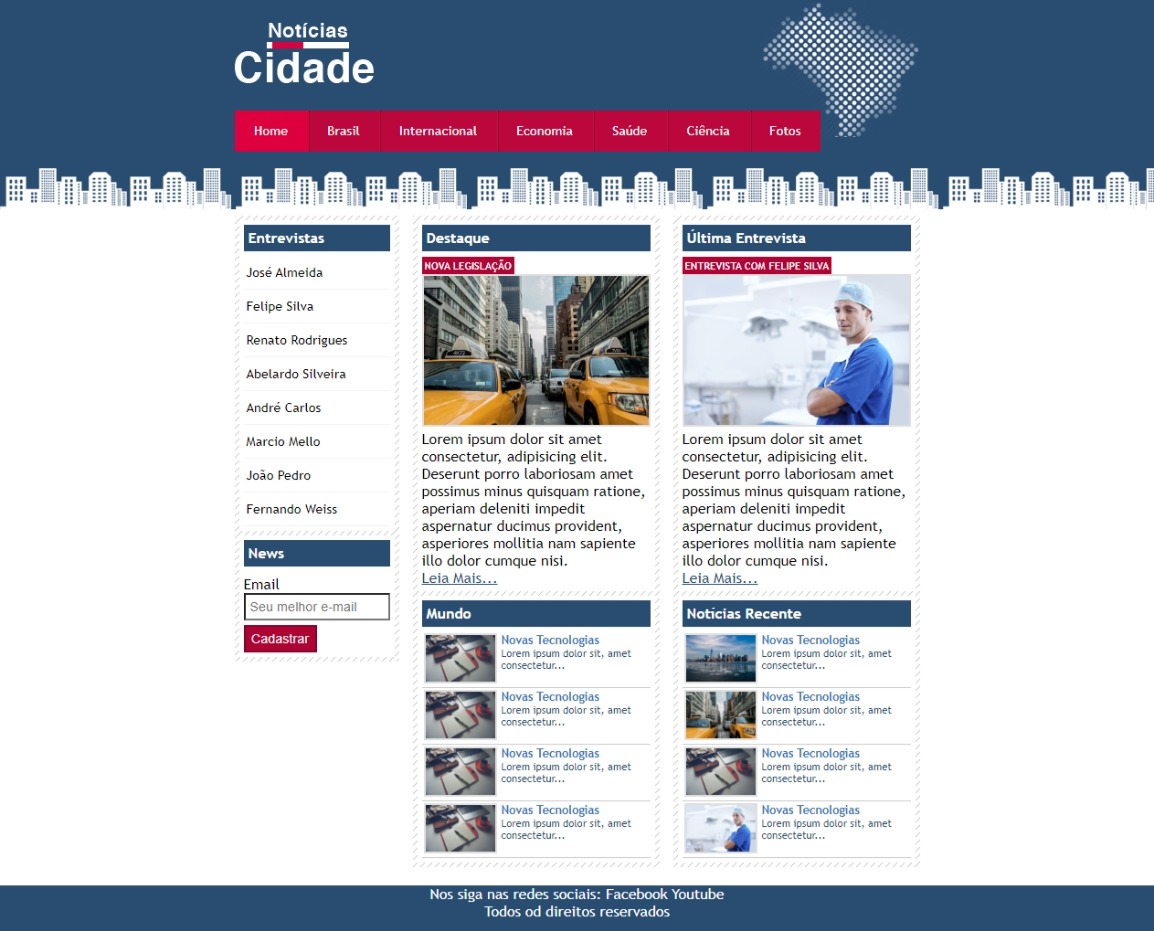 Notícias
Cidade
Home Brasil Internacional Economia Saúde Ciência Fotos
Entrevistas
José Almeida
Felipe Silva
Renato Rodrigues
Abelardo Silveira
André Carlos
Marcio Mello
João Pedro
Fernando Weiss
News
Email
Seu melhor e-mail
Cadastrar
Destaque
NOVA LEGISLAÇÃO
Lorem ipsum dolor sit amet
consectetur, adipisicing elit.
Deserunt porro laboriosam amet
possimus minus quisquam ratione,
aperiam deleniti impedit
aspernatur ducimus provident,
asperiores mollitia nam sapiente
illo dolor cumque nisi.
Leia Mais...
Mundo
Novas Tecnologias
Lorem ipsum dolor sit, amet
consectetur...
Novas Tecnologias
Lorem ipsum dolor sit, amet
consectetur...
Novas Tecnologias
Lorem ipsum dolor sit, amet
consectetur...
Novas Tecnologias
Lorem ipsum dolor sit, amet
consectetur...
Última Entrevista
ENTREVISTA COM FELIPE SILVA
Lorem ipsum dolor sit amet
consectetur, adipisicing elit.
Deserunt porro laboriosam amet
possimus minus quisquam ratione,
aperiam deleniti impedit
aspernatur ducimus provident,
asperiores mollitia nam sapiente
illo dolor cumque nisi.
Leia Mais...
Notícias Recente
Novas Tecnologias
Lorem ipsum dolor sit, amet
consectetur...
Novas Tecnologias
Lorem ipsum dolor sit, amet
consectetur...
Novas Tecnologias
Lorem ipsum dolor sit, amet
consectetur...
Novas Tecnologias
Lorem ipsum dolor sit, amet
consectetur...
Nos siga nas redes sociais: Facebook Youtube
Todos od direitos reservados